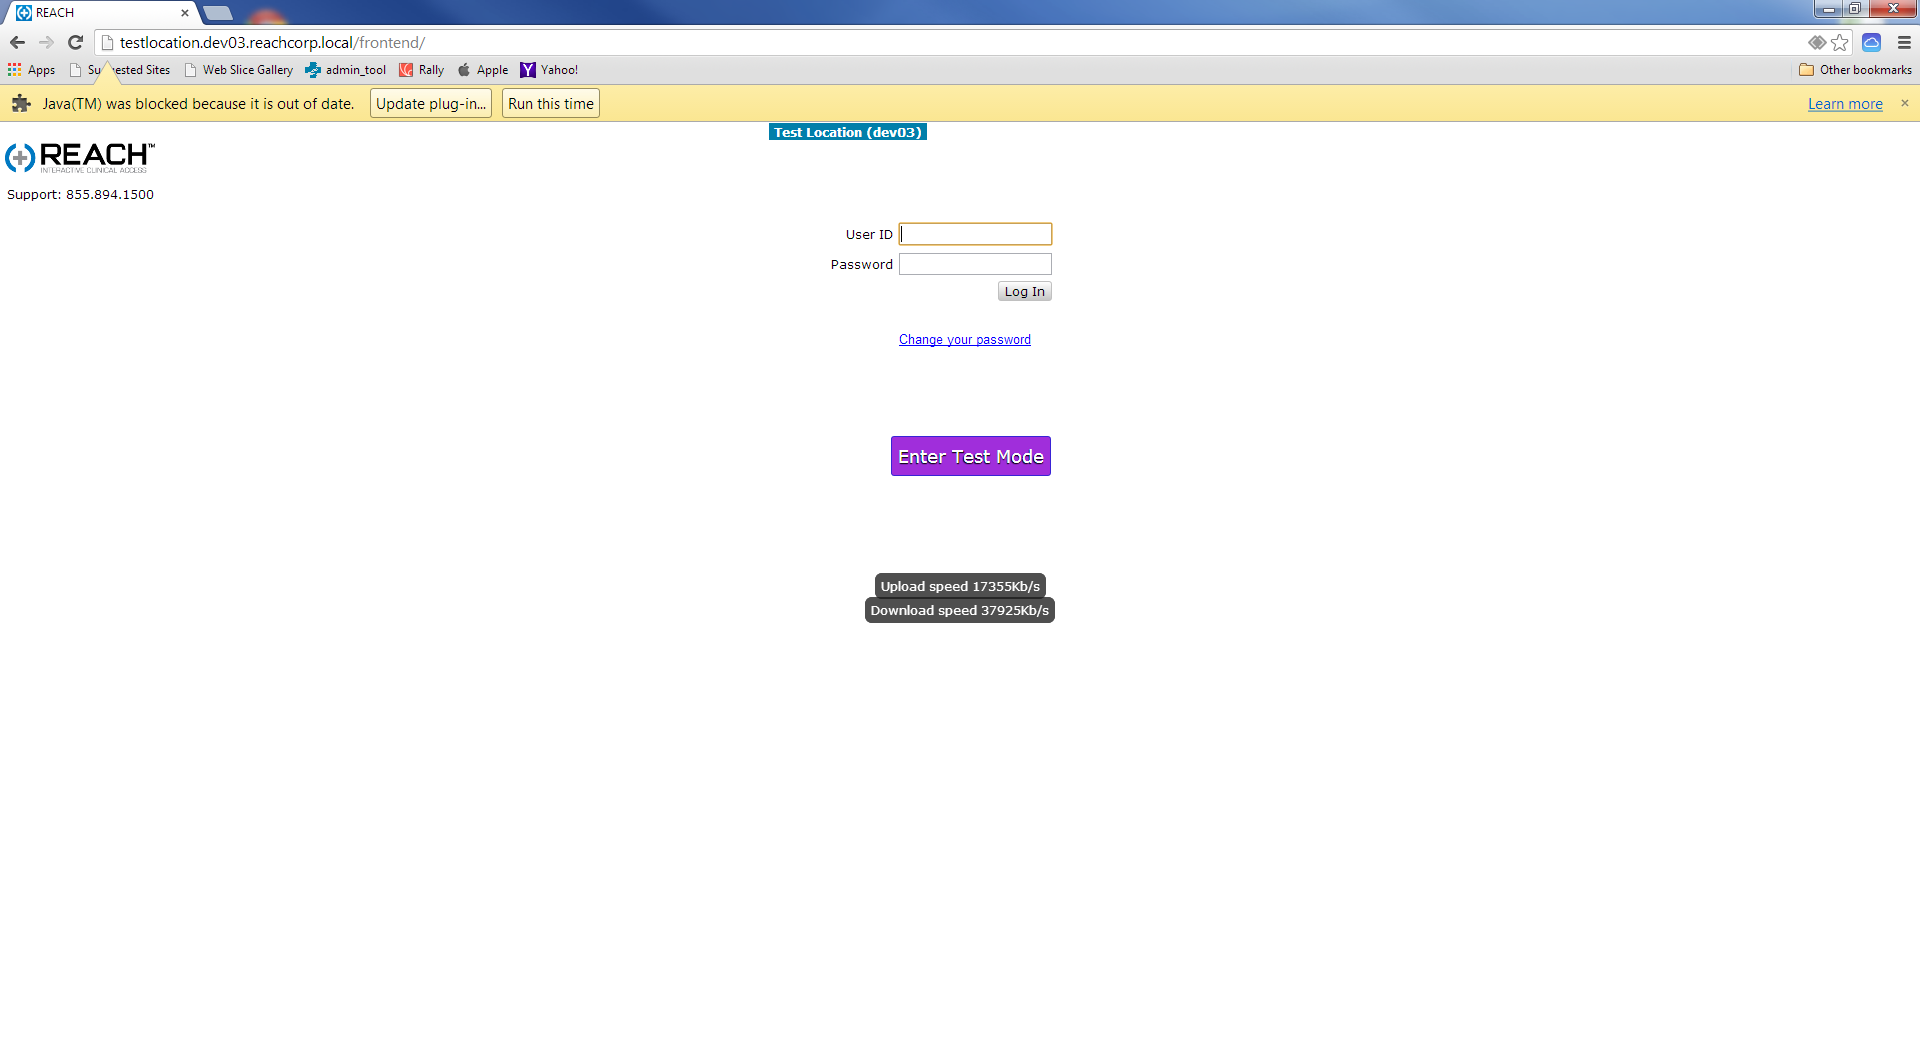 REACH
testlocation.dev03.reachcorp.local/frontend/
Apps Suggested Sites Web Slice Gallery admin_tool Rally Apple Yahoo! Other bookmarks
Java(TM) was blocked because it is out of date. Update plug-in... Run this time Learn more
Test Location (dev03)
REACH™
INTERACTIVE CLINICAL ACCESS
Support: 855.894.1500
User ID
Password
Log In
Change your password
Enter Test Mode
Upload speed 17355Kb/s
Download speed 37925Kb/s